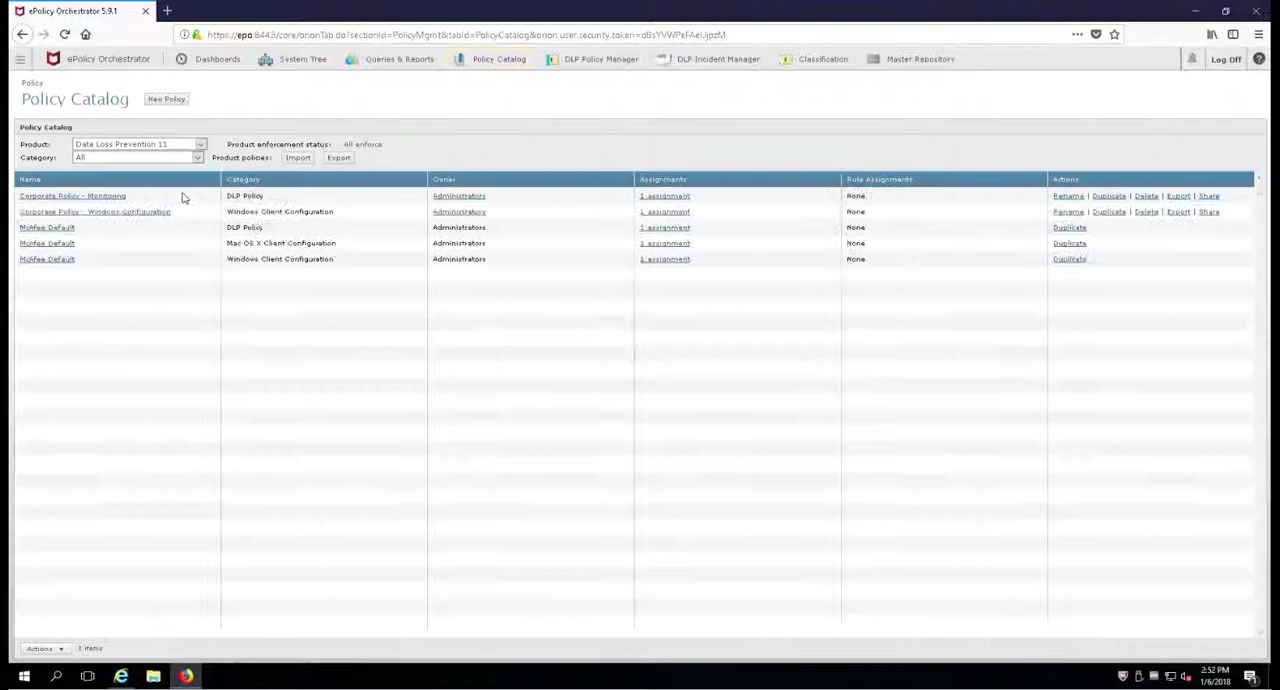 ePolicy Orchestrator 5.9.1
https://epo:8443/core/orionTab.do?sectionId=PolicyMgmt&tabId=PolicyCatalog&orion.user.security.token=
ePolicy Orchestrator Dashboards System Tree Queries & Reports Policy Catalog DLP Policy Manager DLP Incident Manager Classification Master Repository Log Off ?
Policy
Policy Catalog New Policy
Policy Catalog
Product: Data Loss Prevention 11 Product enforcement status: All enforce
Category: All Product policies: Import Export
Name Category Owner Assignments Rule Assignments Actions
Corporate Policy - Monitoring DLP Policy Administrators 1 assignment None Rename | Duplicate | Delete | Export | Share
Corporate Policy - Windows Configuration Windows Client Configuration Administrators 1 assignment None Rename | Duplicate | Delete | Export | Share
McAfee Default DLP Policy Administrators 1 assignment None Duplicate
McAfee Default Mac OS X Client Configuration Administrators 1 assignment None Duplicate
McAfee Default Windows Client Configuration Administrators 1 assignment None Duplicate
Actions items
2:52 PM
1/6/2018